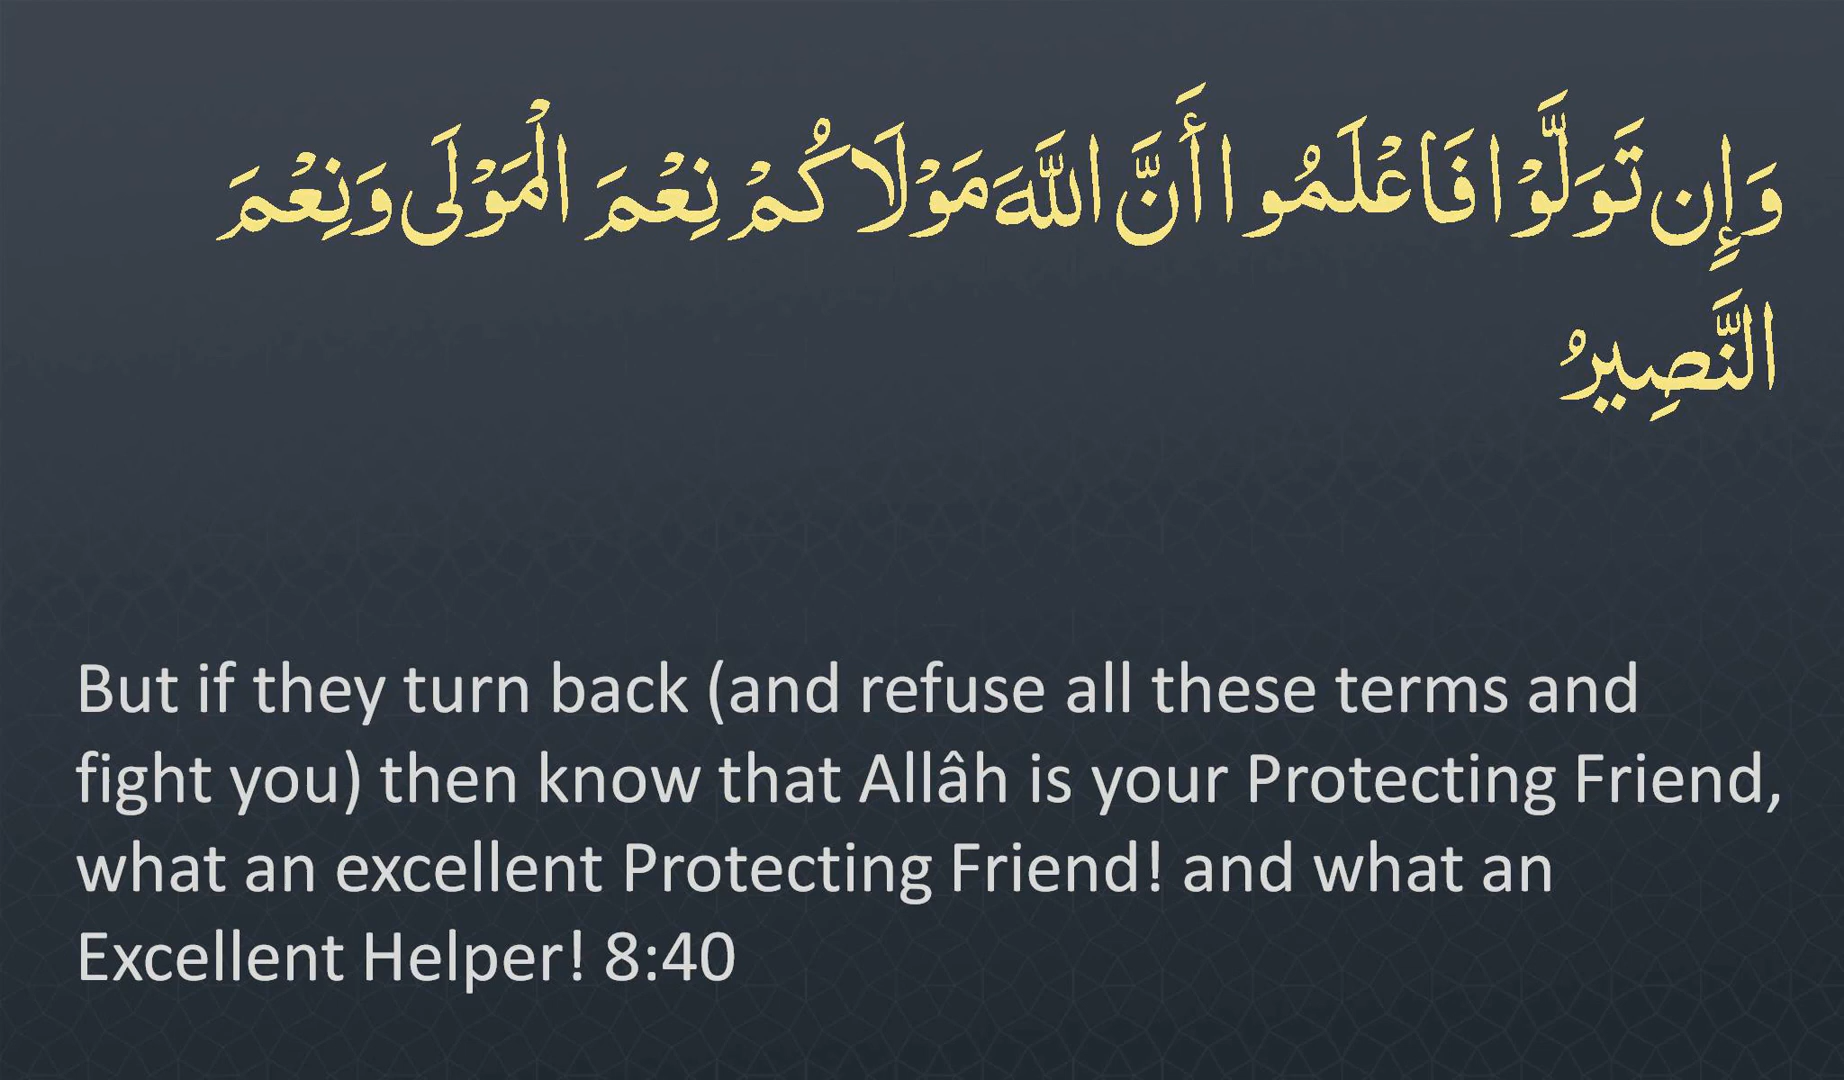 وَإِن تَوَلَّوْا فَاعْلَمُوا أَنَّ اللَّهَ مَوْلَاكُمْ نِعْمَ الْمَوْلَى وَنِعْمَ
النَّصِيرُ
But if they turn back (and refuse all these terms and
fight you) then know that Allâh is your Protecting Friend,
what an excellent Protecting Friend! and what an
Excellent Helper! 8:40